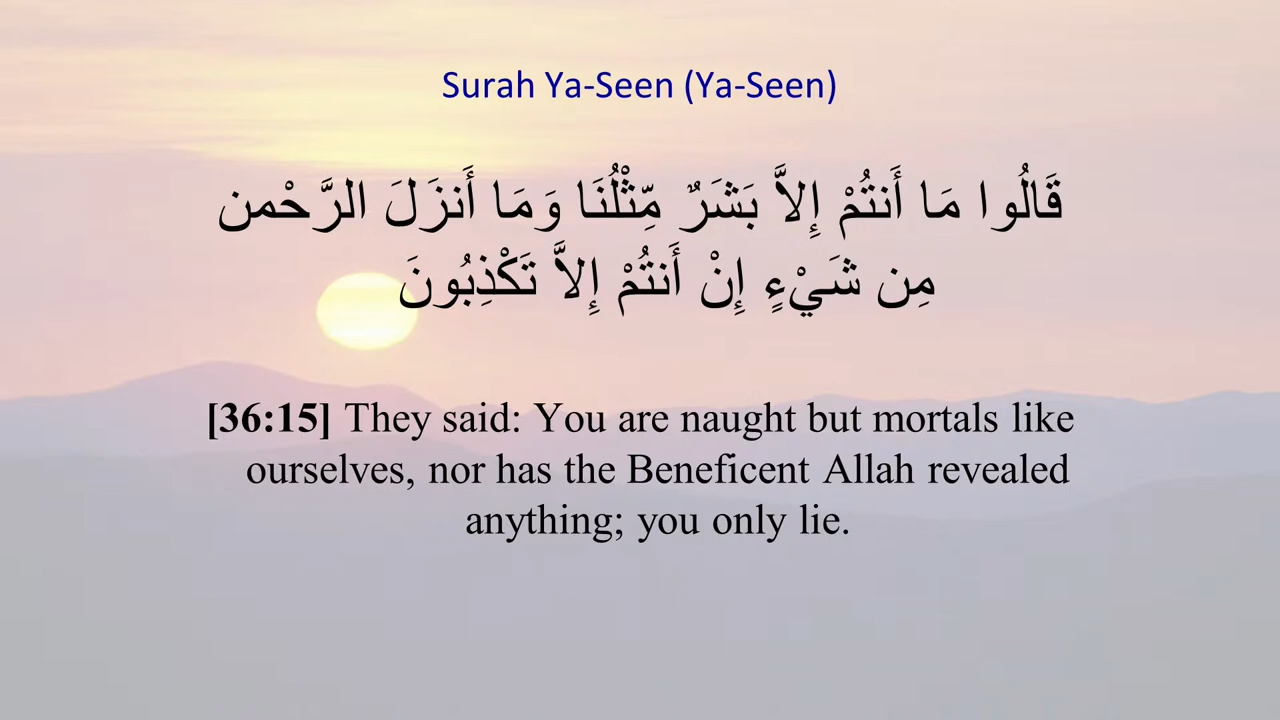 Surah Ya-Seen (Ya-Seen)
قَالُوا مَا أَنتُمْ إِلاَّ بَشَرٌ مِّثْلُنَا وَمَا أَنزَلَ الرَّحْمن
مِن شَيْءٍ إِنْ أَنتُمْ إِلاَّ تَكْذِبُونَ
[36:15] They said: You are naught but mortals like
ourselves, nor has the Beneficent Allah revealed
anything; you only lie.